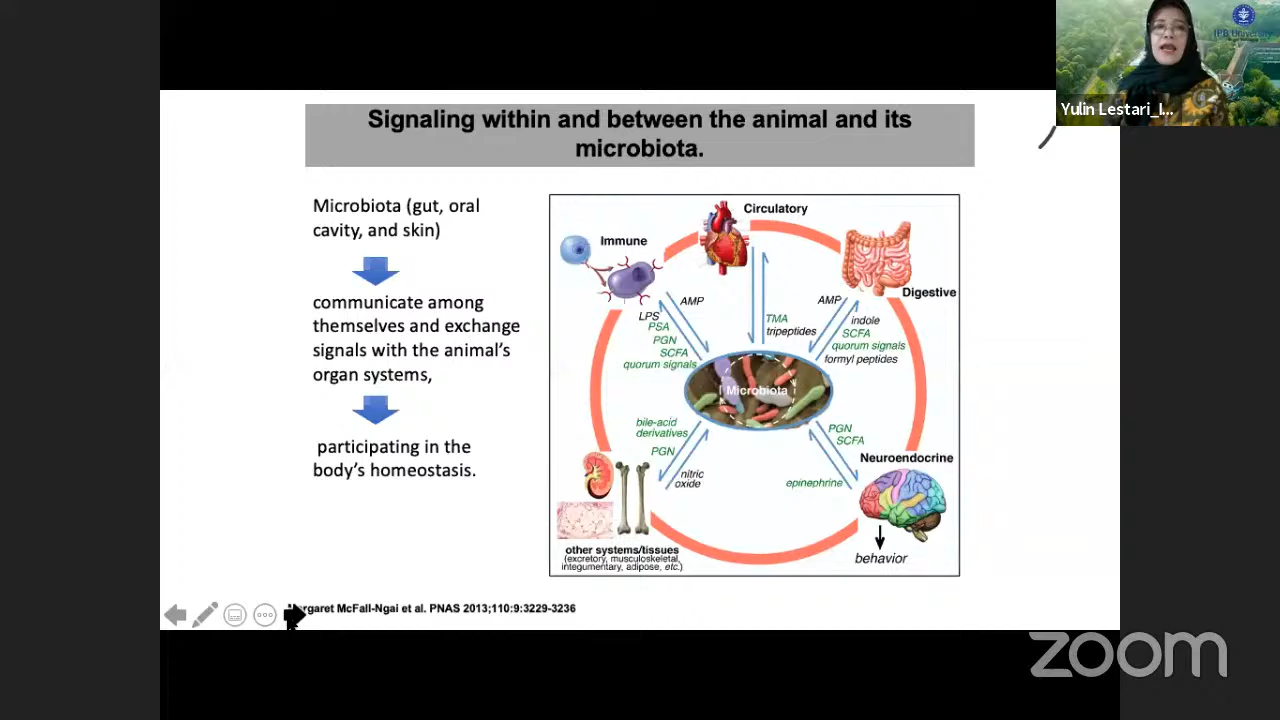 IPB University
Yulin Lestari_I...
Signaling within and between the animal and its
microbiota.
Microbiota (gut, oral
cavity, and skin)
communicate among
themselves and exchange
signals with the animal's
organ systems,
participating in the
body's homeostasis.
Circulatory
Immune
Digestive
AMP
LPS
PSA
PGN
SCFA
quorum signals
TMA
tripeptides
AMP
indole
SCFA
quorum signals
formyl peptides
Microbiota
bile-acid
derivatives
PGN
nitric
oxide
PGN
SCFA
epinephrine
Neuroendocrine
behavior
other systems/tissues
(excretory, musculoskeletal,
integumentary, adipose, etc.)
McFall-Ngai et al. PNAS 2013;110:9:3229-3236
zoom